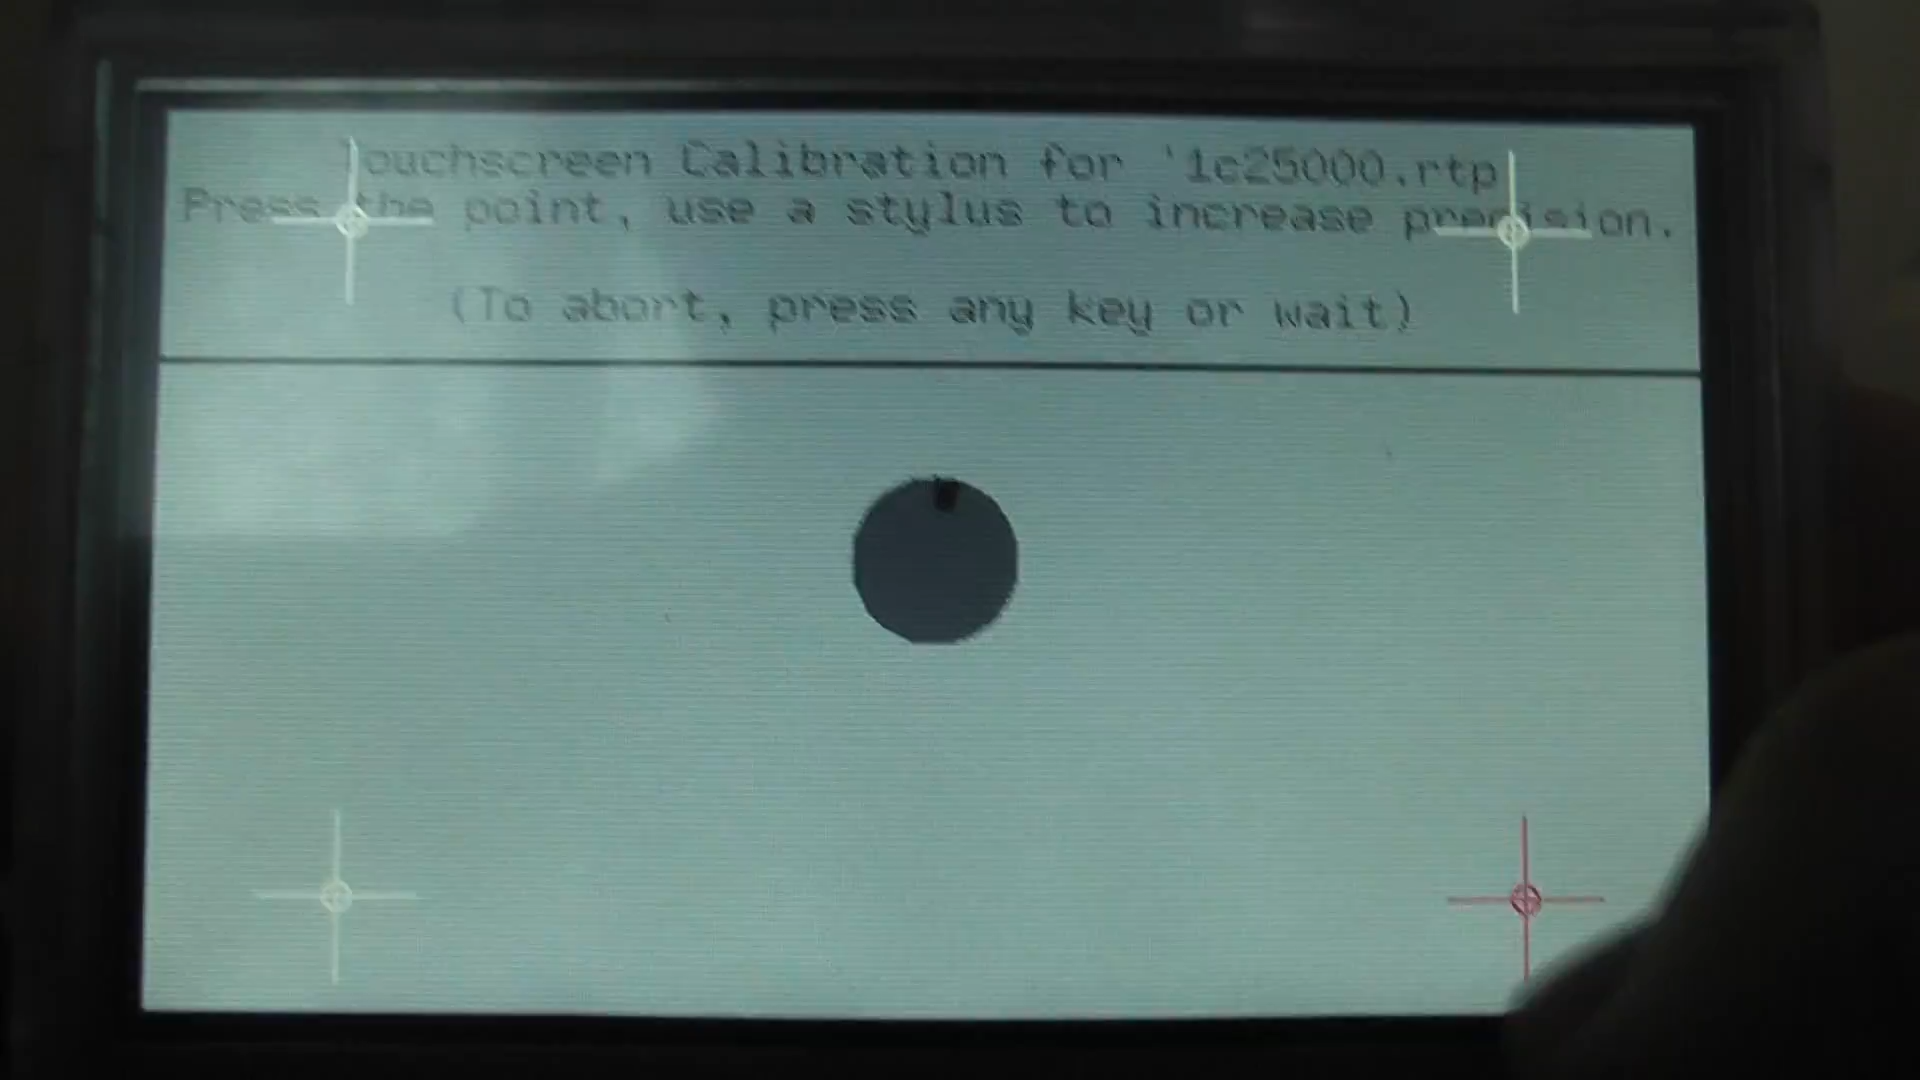 Touchscreen Calibration for '1c25000.rtp
Press the point, use a stylus to increase precision.
(To abort, press any key or wait)